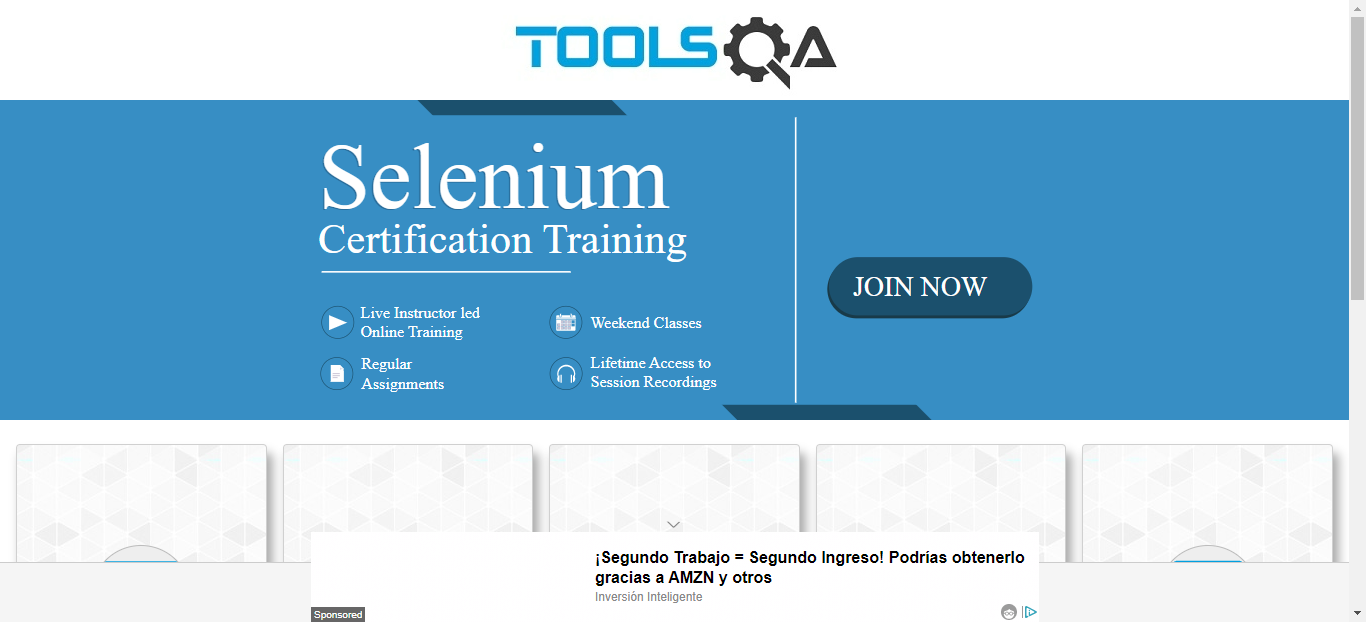 TOOLSQA
Selenium
Certification Training
Live Instructor led
Online Training
Weekend Classes
Regular
Assignments
Lifetime Access to
Session Recordings
JOIN NOW
¡Segundo Trabajo = Segundo Ingreso! Podrías obtenerlo
gracias a AMZN y otros
Inversión Inteligente
Sponsored